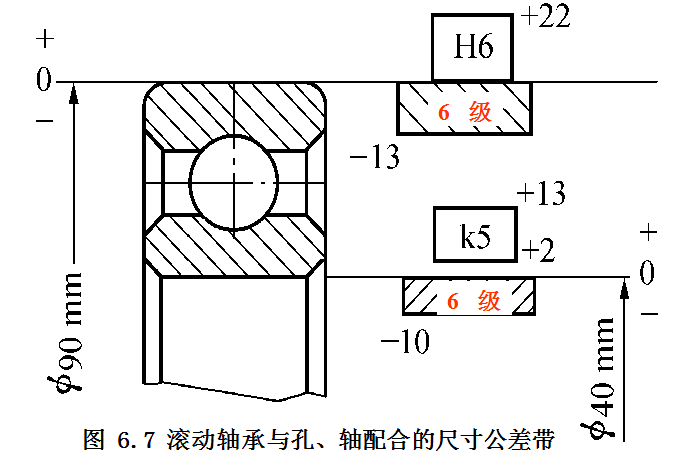 +
0
−
+22
H6
6 级
−13
+13
k5
+2
+
0
−
6 级
−10
ϕ90 mm
ϕ40 mm
图 6.7 滚动轴承与孔、轴配合的尺寸公差带